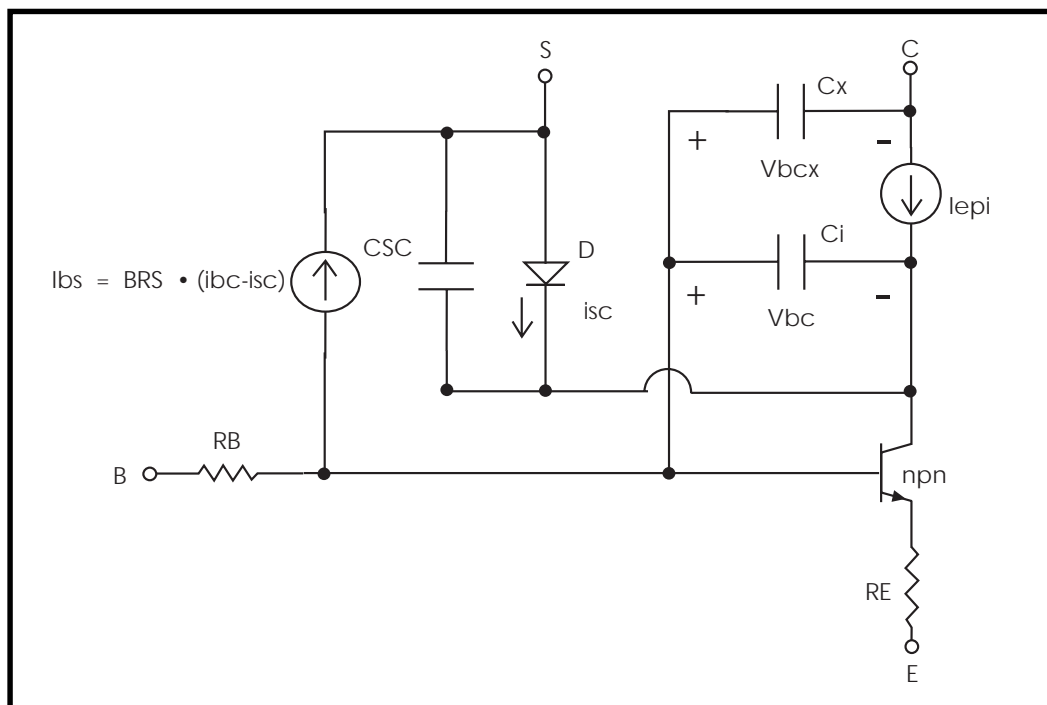 S
C
Cx
+
-
Vbcx
Iepi
CSC
D
Ci
Ibs = BRS • (ibc-isc)
isc
+
-
Vbc
RB
B
npn
RE
E